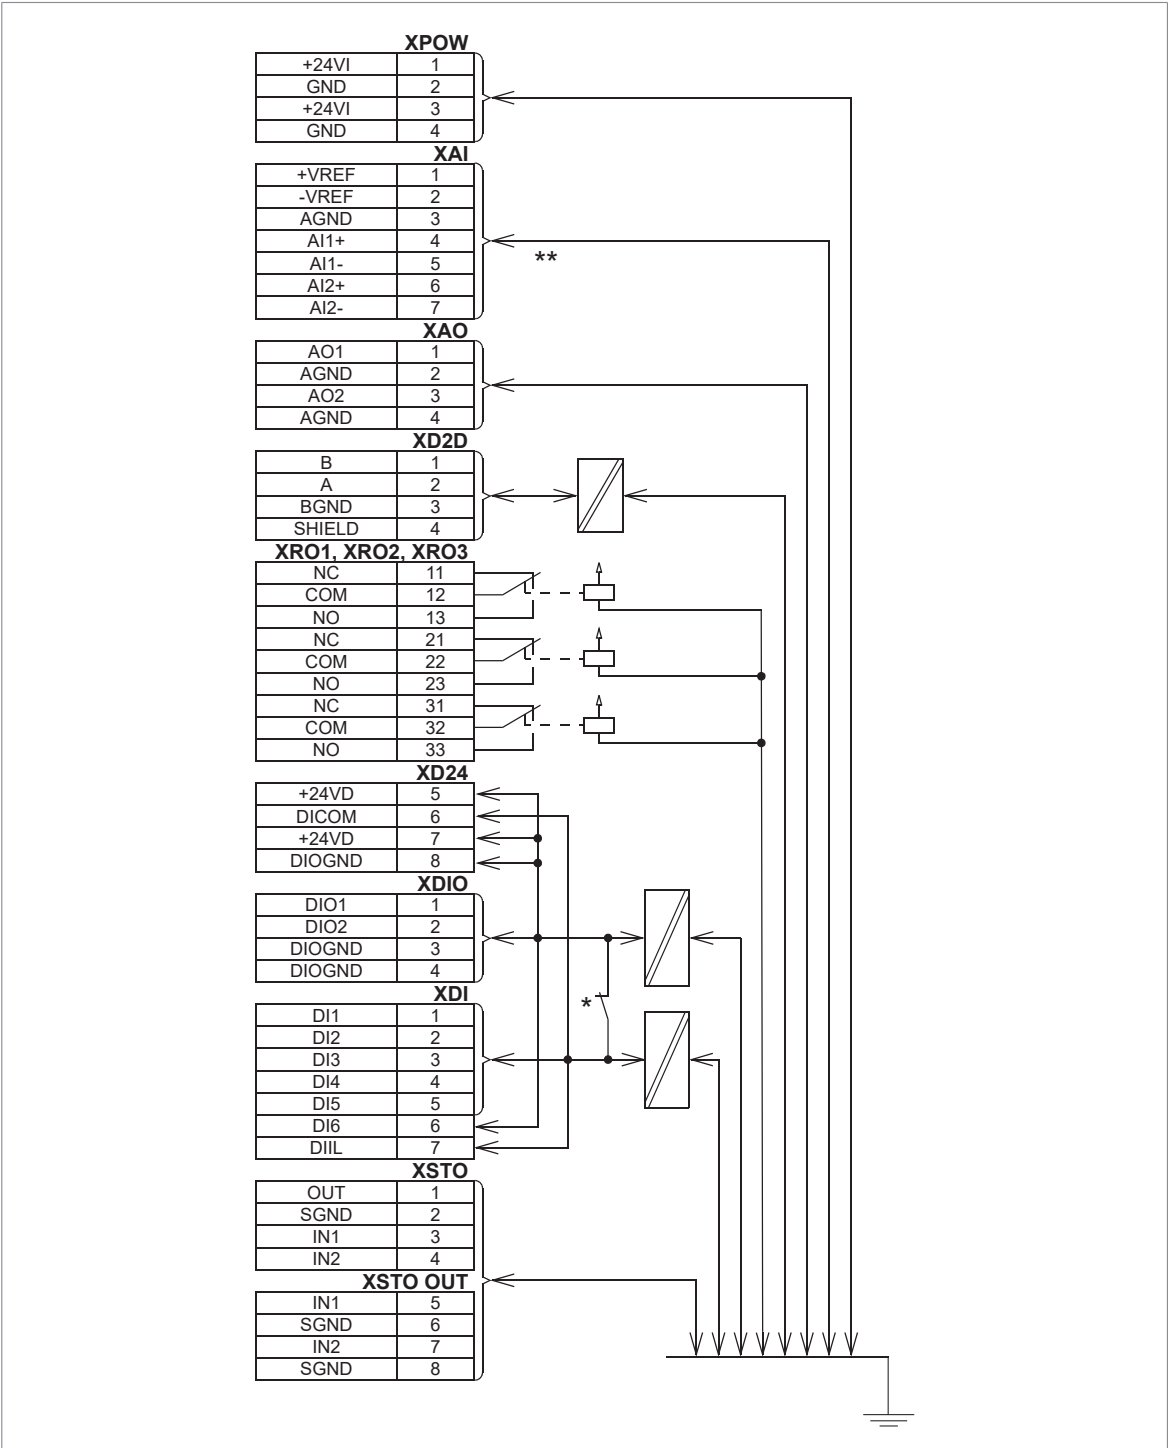 XPOW
+24VI 1
GND 2
+24VI 3
GND 4
XAI
+VREF 1
-VREF 2
AGND 3
AI1+ 4
AI1- 5
**
AI2+ 6
AI2- 7
XAO
AO1 1
AGND 2
AO2 3
AGND 4
XD2D
B 1
A 2
BGND 3
SHIELD 4
XRO1, XRO2, XRO3
NC 11
COM 12
NO 13
NC 21
COM 22
NO 23
NC 31
COM 32
NO 33
XD24
+24VD 5
DICOM 6
+24VD 7
DIOGND 8
XDIO
DIO1 1
DIO2 2
DIOGND 3
DIOGND 4
XDI
*
DI1 1
DI2 2
DI3 3
DI4 4
DI5 5
DI6 6
DIIL 7
XSTO
OUT 1
SGND 2
IN1 3
IN2 4
XSTO OUT
IN1 5
SGND 6
IN2 7
SGND 8